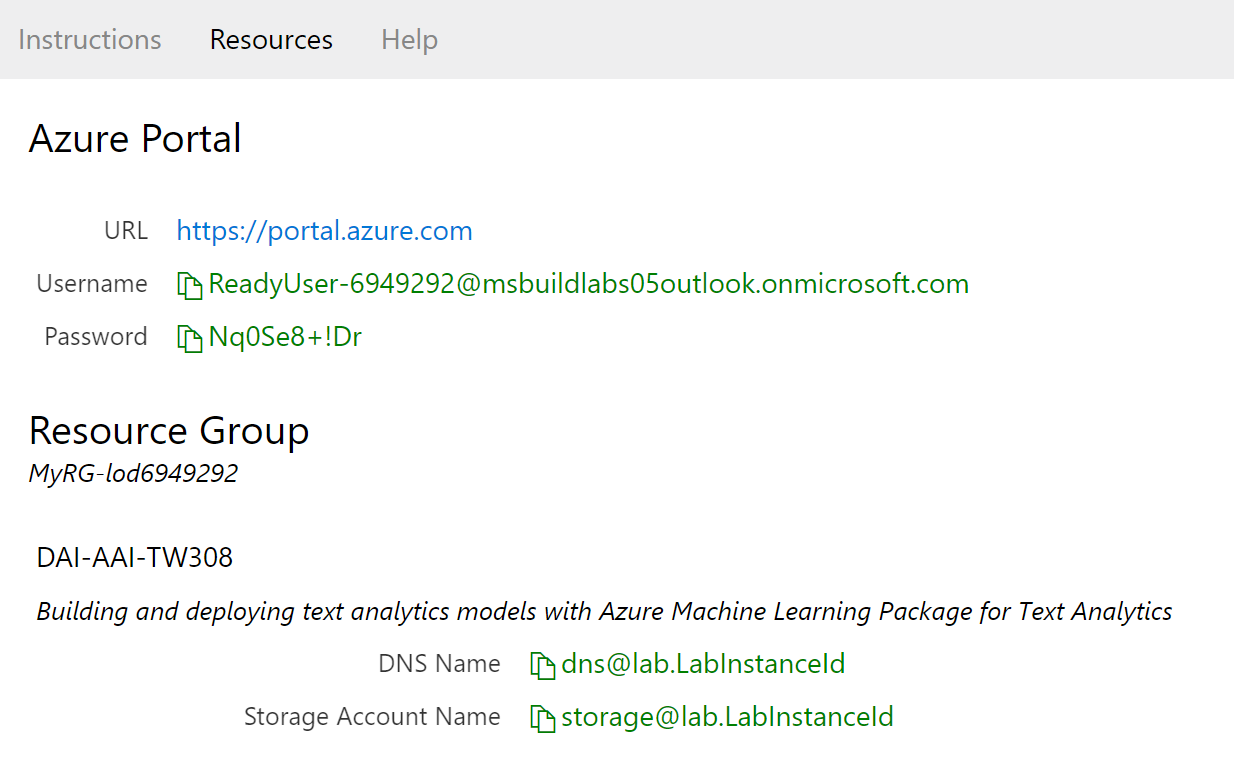 Instructions Resources Help
Azure Portal
URL https://portal.azure.com
Username ReadyUser-6949292@msbuildlabs05outlook.onmicrosoft.com
Password Nq0Se8+!Dr
Resource Group
MyRG-lod6949292
DAI-AAI-TW308
Building and deploying text analytics models with Azure Machine Learning Package for Text Analytics
DNS Name dns@lab.LabInstanceId
Storage Account Name storage@lab.LabInstanceId